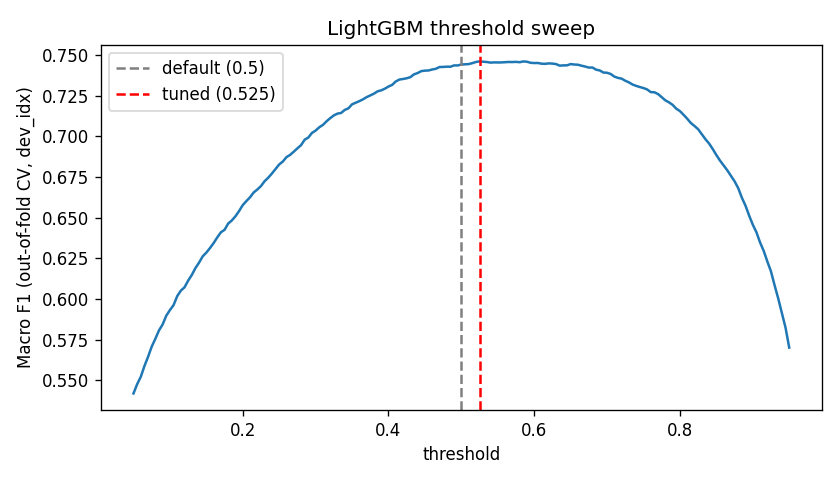 LightGBM threshold sweep
default (0.5)
tuned (0.525)
Macro F1 (out-of-fold CV, dev_idx)
0.750
0.725
0.700
0.675
0.650
0.625
0.600
0.575
0.550
0.2
0.4
0.6
0.8
threshold